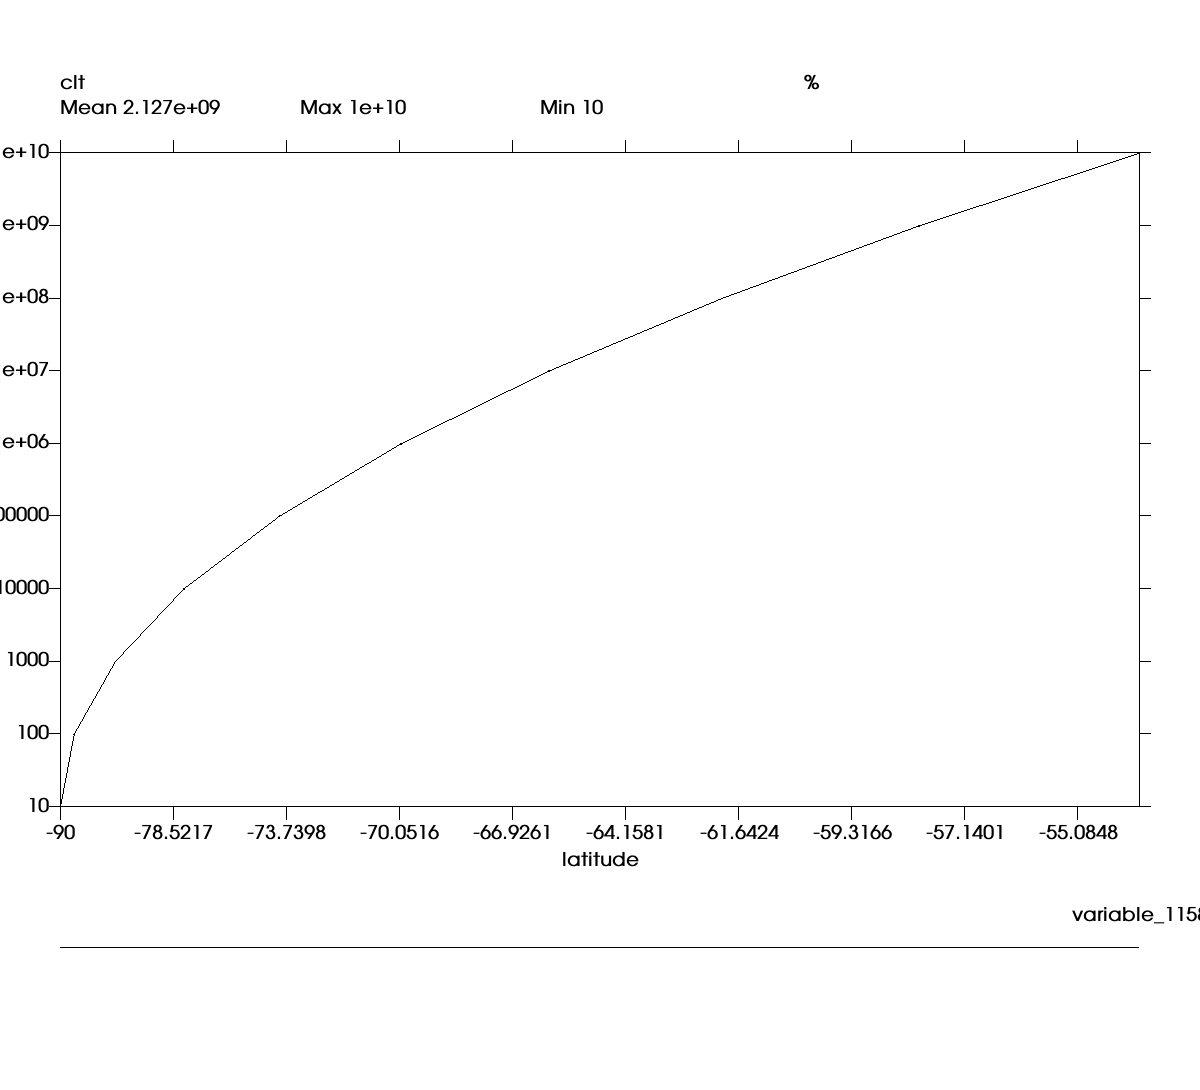 clt %
Mean 2.127e+09 Max 1e+10 Min 10
e+10
e+09
e+08
e+07
e+06
00000
10000
1000
100
10
-90 -78.5217 -73.7398 -70.0516 -66.9261 -64.1581 -61.6424 -59.3166 -57.1401 -55.0848
latitude
variable_1158